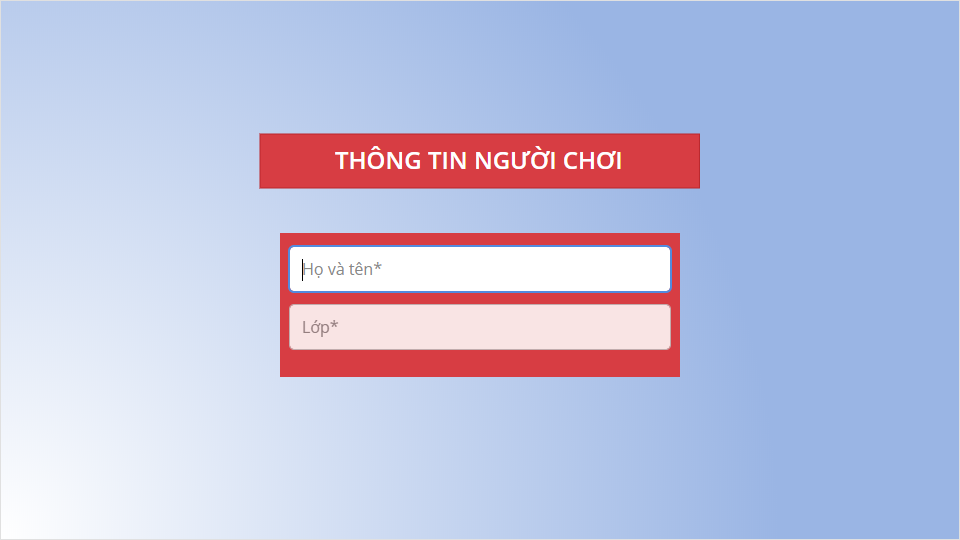 THÔNG TIN NGƯỜI CHƠI
Họ và tên*
Lớp*